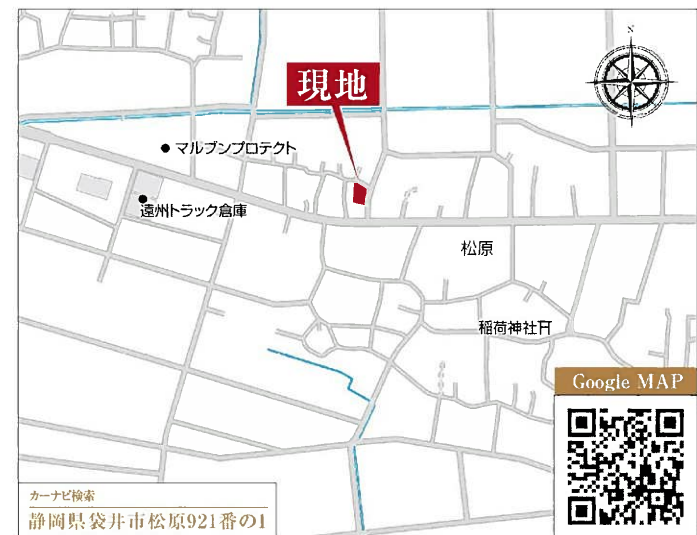 N
現地
マルブンプロテクト
遠州トラック倉庫
松原
稲荷神社
Google MAP
カーナビ検索
静岡県袋井市松原921番の1